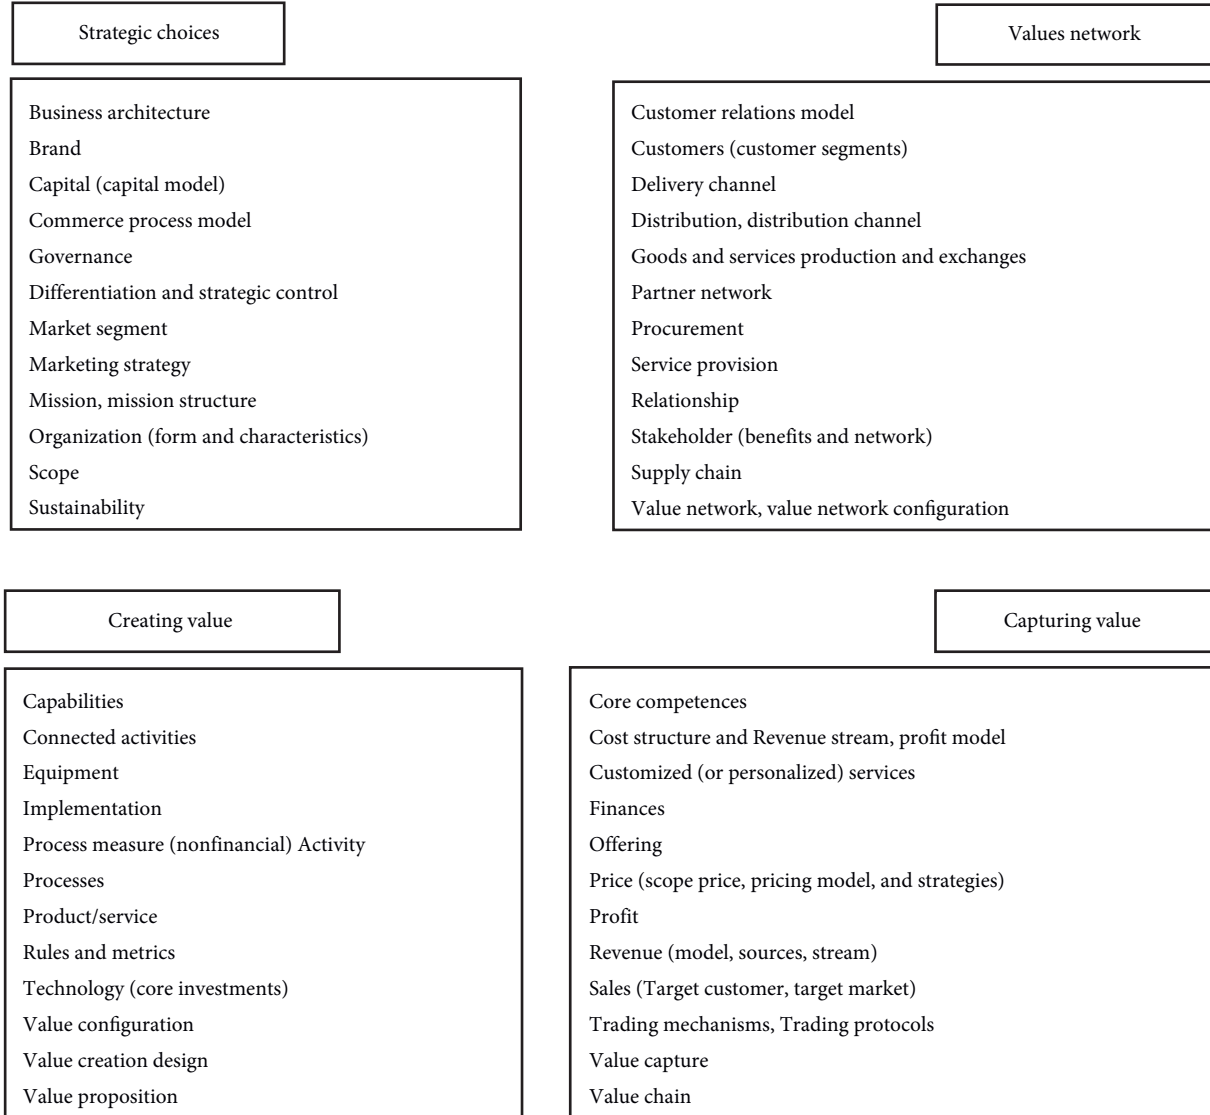 Strategic choices
Business architecture
Brand
Capital (capital model)
Commerce process model
Governance
Differentiation and strategic control
Market segment
Marketing strategy
Mission, mission structure
Organization (form and characteristics)
Scope
Sustainability
Values network
Customer relations model
Customers (customer segments)
Delivery channel
Distribution, distribution channel
Goods and services production and exchanges
Partner network
Procurement
Service provision
Relationship
Stakeholder (benefits and network)
Supply chain
Value network, value network configuration
Creating value
Capabilities
Connected activities
Equipment
Implementation
Process measure (nonfinancial) Activity
Processes
Product/service
Rules and metrics
Technology (core investments)
Value configuration
Value creation design
Value proposition
Capturing value
Core competences
Cost structure and Revenue stream, profit model
Customized (or personalized) services
Finances
Offering
Price (scope price, pricing model, and strategies)
Profit
Revenue (model, sources, stream)
Sales (Target customer, target market)
Trading mechanisms, Trading protocols
Value capture
Value chain